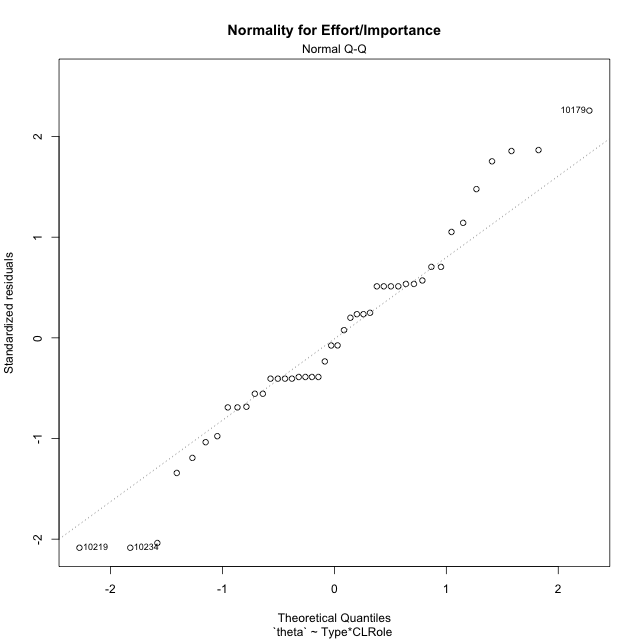 Normality for Effort/Importance
Normal Q-Q
10179
2
1
0
-1
-2
Standardized residuals
10219
10234
-2 -1 0 1 2
Theoretical Quantiles
`theta` ~ Type*CLRole